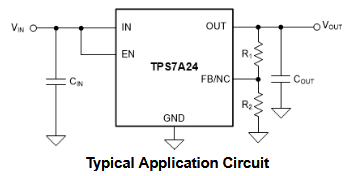 VIN
IN
OUT
VOUT
EN
TPS7A24
R1
CIN
FB/NC
COUT
R2
GND
Typical Application Circuit